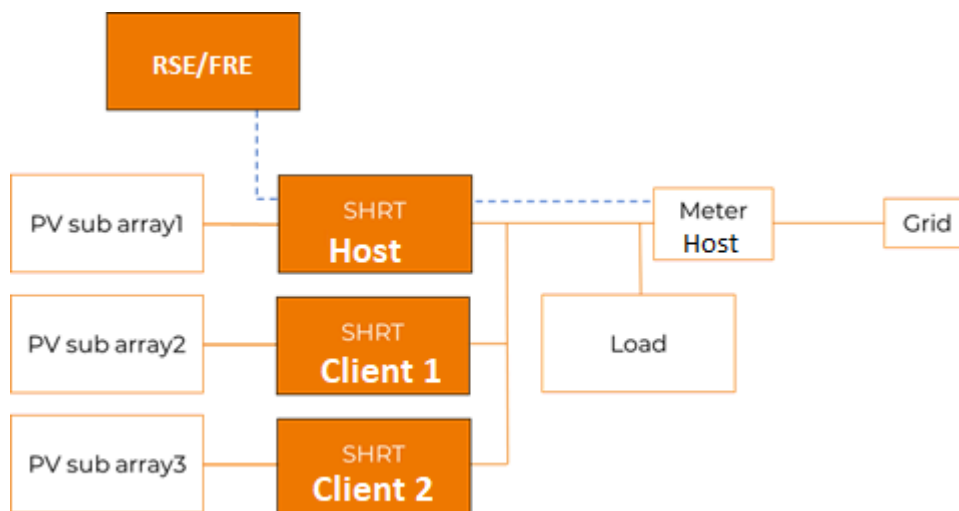 RSE/FRE
PV sub array1
SHRT
Host
Meter
Host
Grid
PV sub array2
SHRT
Client 1
Load
PV sub array3
SHRT
Client 2